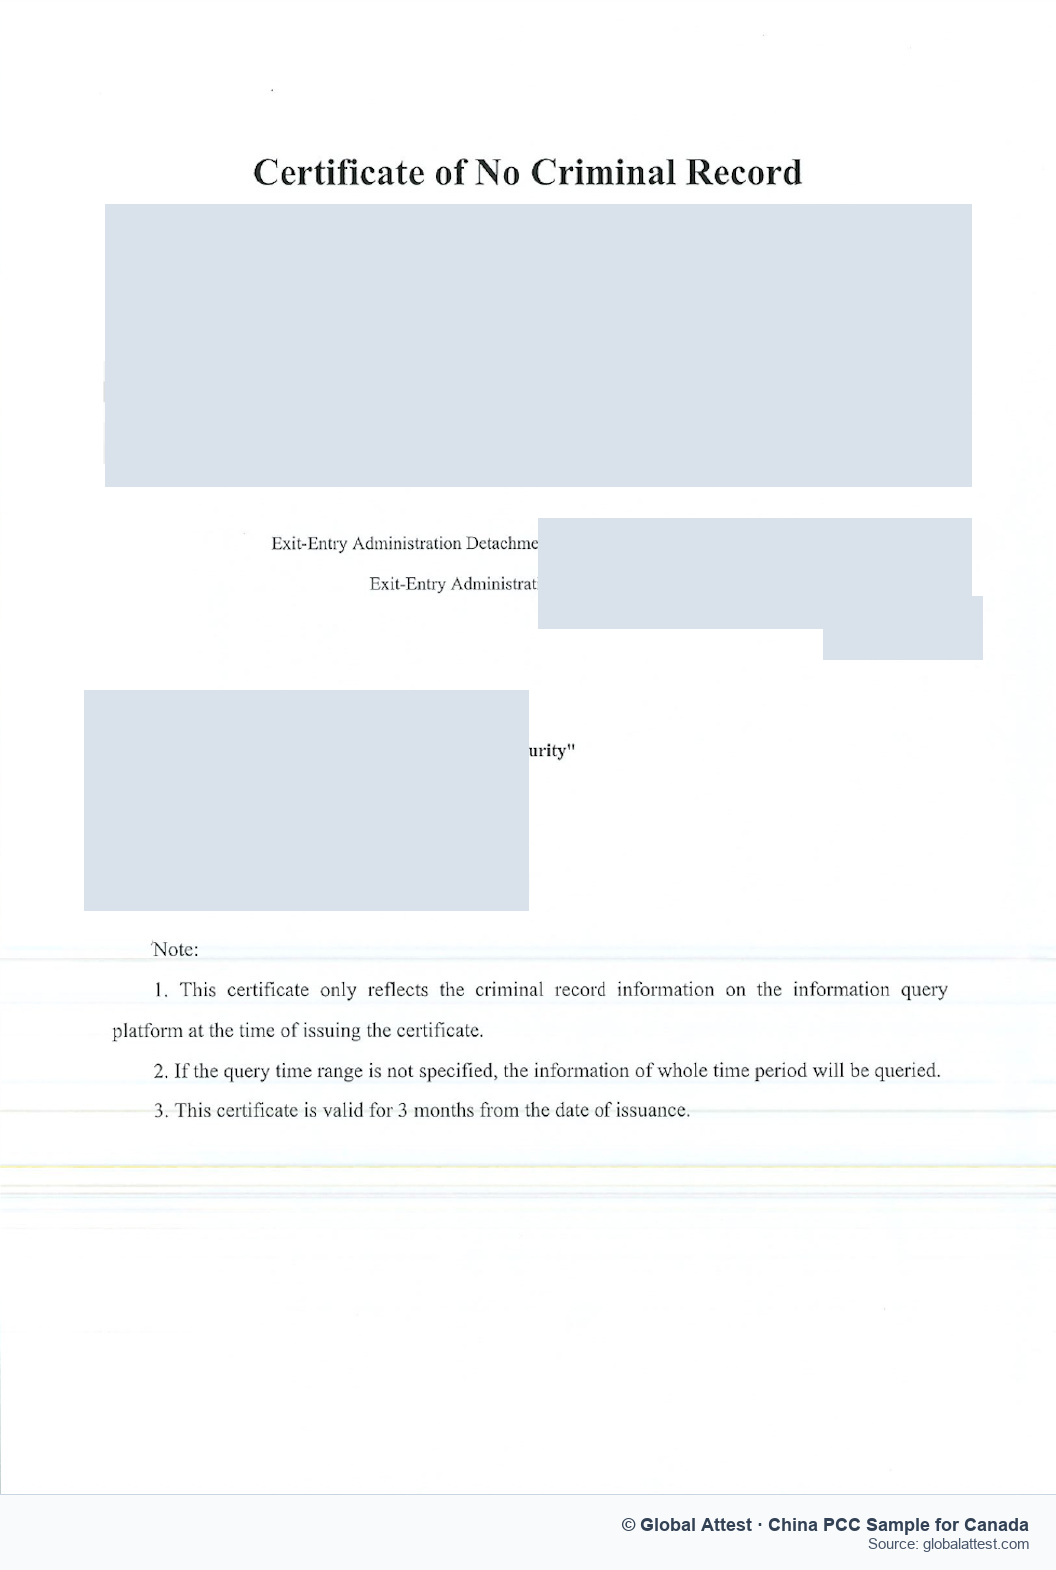 Certificate of No Criminal Record
Exit-Entry Administration
Exit-Entry
Note:
1. This certificate only reflects the criminal record information on the information query
platform at the time of issuing the certificate.
2. If the query time range is not specified, the information of whole time period will be queried.
3. This certificate is valid for 3 months from the date of issuance.
© Global Attest · China PCC Sample for Canada
Source: globalattest.com